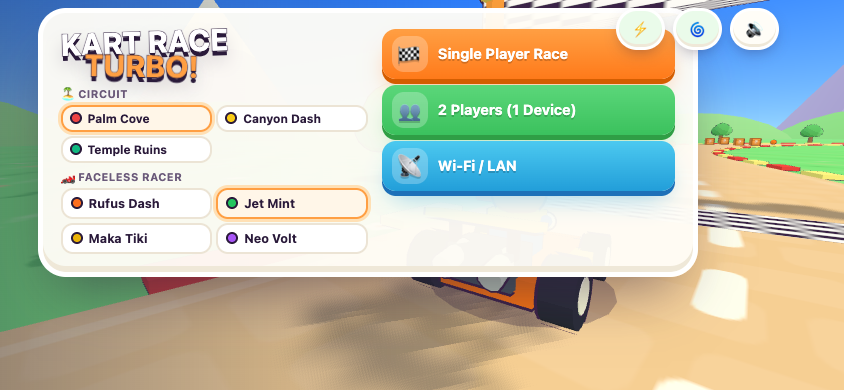 KART RACE
TURBO!
CIRCUIT
Palm Cove
Canyon Dash
Temple Ruins
FACELESS RACER
Rufus Dash
Jet Mint
Maka Tiki
Neo Volt
Single Player Race
2 Players (1 Device)
Wi-Fi / LAN